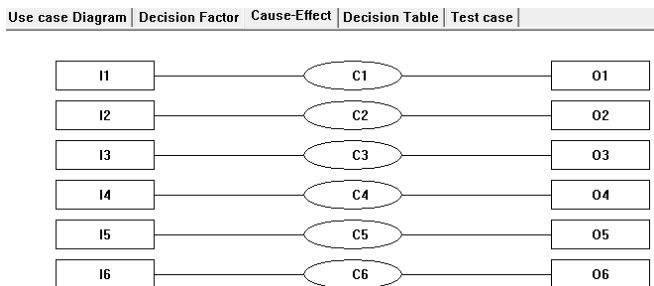 Use case Diagram Decision Factor Cause-Effect Decision Table Test case
I1 C1 O1
I2 C2 O2
I3 C3 O3
I4 C4 O4
I5 C5 O5
I6 C6 O6